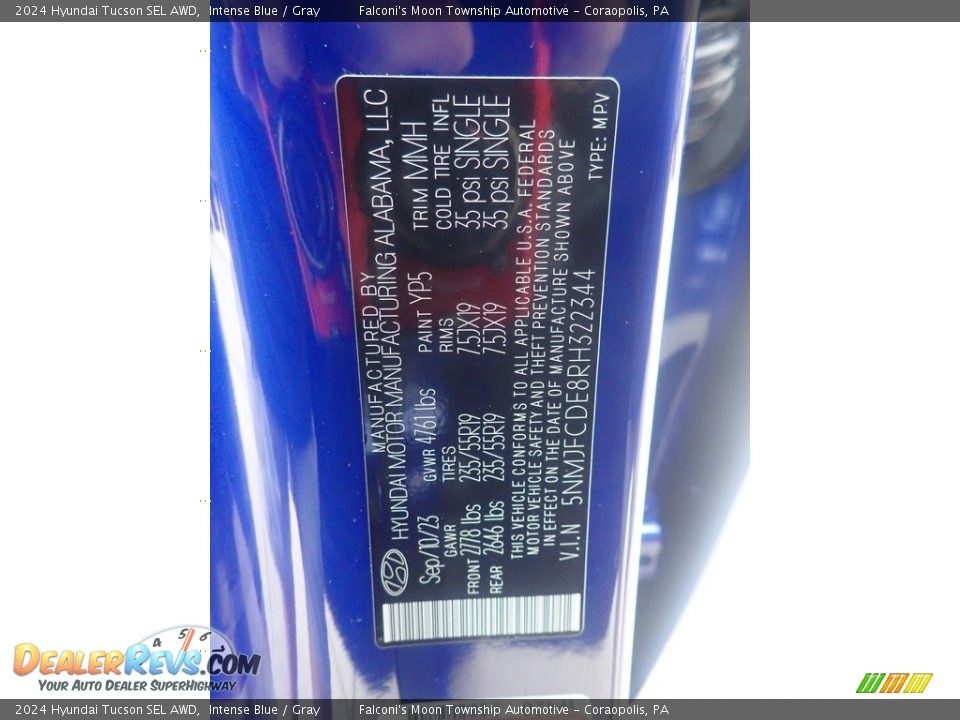 2024 Hyundai Tucson SEL AWD, Intense Blue / Gray Falconi's Moon Township Automotive - Coraopolis, PA
MANUFACTURED BY
HYUNDAI MOTOR MANUFACTURING ALABAMA, LLC
Sep/10/23 GVWR 4761 lbs PAINT YP5 TRIM MMH
GAWR TIRES RIMS COLD TIRE INFL
FRONT 2778 lbs 235/55R19 7.5JX19 35 psi SINGLE
REAR 2646 lbs 235/55R19 7.5JX19 35 psi SINGLE
THIS VEHICLE CONFORMS TO ALL APPLICABLE U.S.A. FEDERAL
MOTOR VEHICLE SAFETY AND THEFT PREVENTION STANDARDS
IN EFFECT ON THE DATE OF MANUFACTURE SHOWN ABOVE
V.I.N 5NMJFCDE8RH322344 TYPE: MPV
4 5 6
DEALERREVS.COM
YOUR AUTO DEALER SUPERHIGHWAY
2024 Hyundai Tucson SEL AWD, Intense Blue / Gray Falconi's Moon Township Automotive - Coraopolis, PA